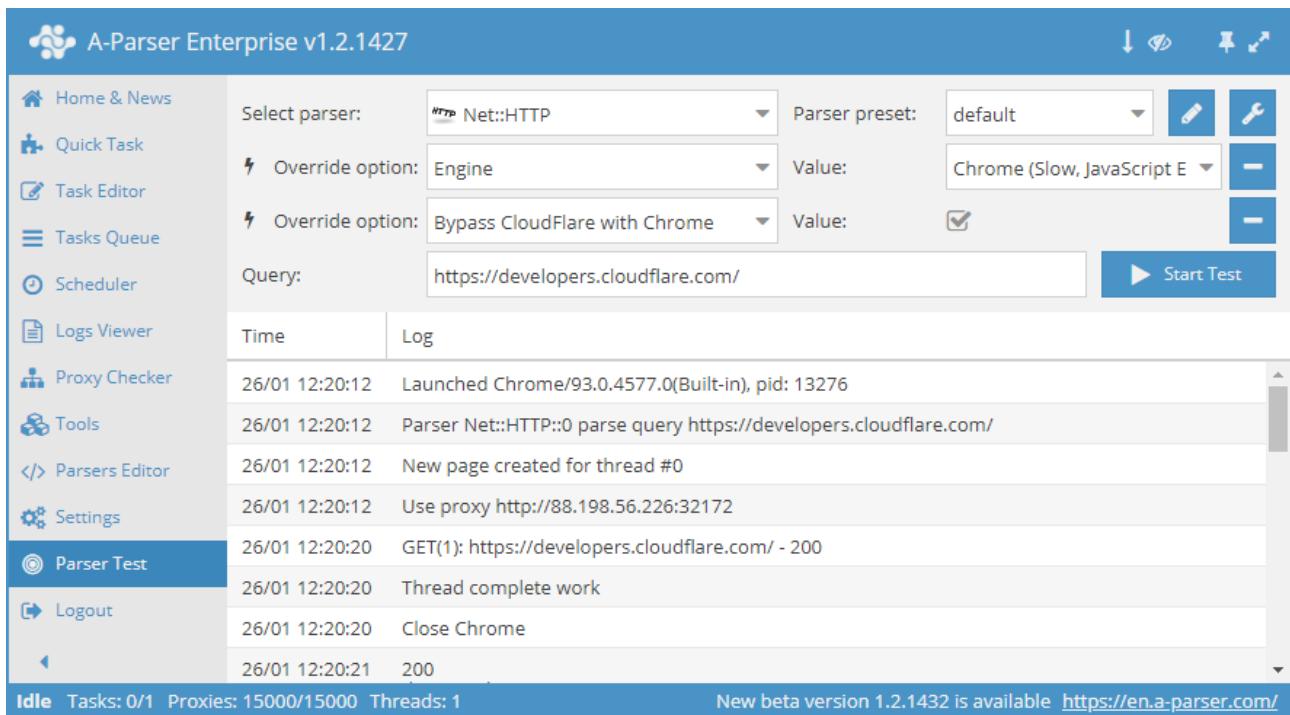 A-Parser Enterprise v1.2.1427
Home & News
Quick Task
Task Editor
Tasks Queue
Scheduler
Logs Viewer
Proxy Checker
Tools
Parsers Editor
Settings
Parser Test
Logout
Select parser: HTTP Net::HTTP Parser preset: default
Override option: Engine Value: Chrome (Slow, JavaScript E
Override option: Bypass CloudFlare with Chrome Value:
Query: https://developers.cloudflare.com/ Start Test
Time Log
26/01 12:20:12 Launched Chrome/93.0.4577.0(Built-in), pid: 13276
26/01 12:20:12 Parser Net::HTTP::0 parse query https://developers.cloudflare.com/
26/01 12:20:12 New page created for thread #0
26/01 12:20:12 Use proxy http://88.198.56.226:32172
26/01 12:20:20 GET(1): https://developers.cloudflare.com/ - 200
26/01 12:20:20 Thread complete work
26/01 12:20:20 Close Chrome
26/01 12:20:21 200
Idle Tasks: 0/1 Proxies: 15000/15000 Threads: 1 New beta version 1.2.1432 is available https://en.a-parser.com/